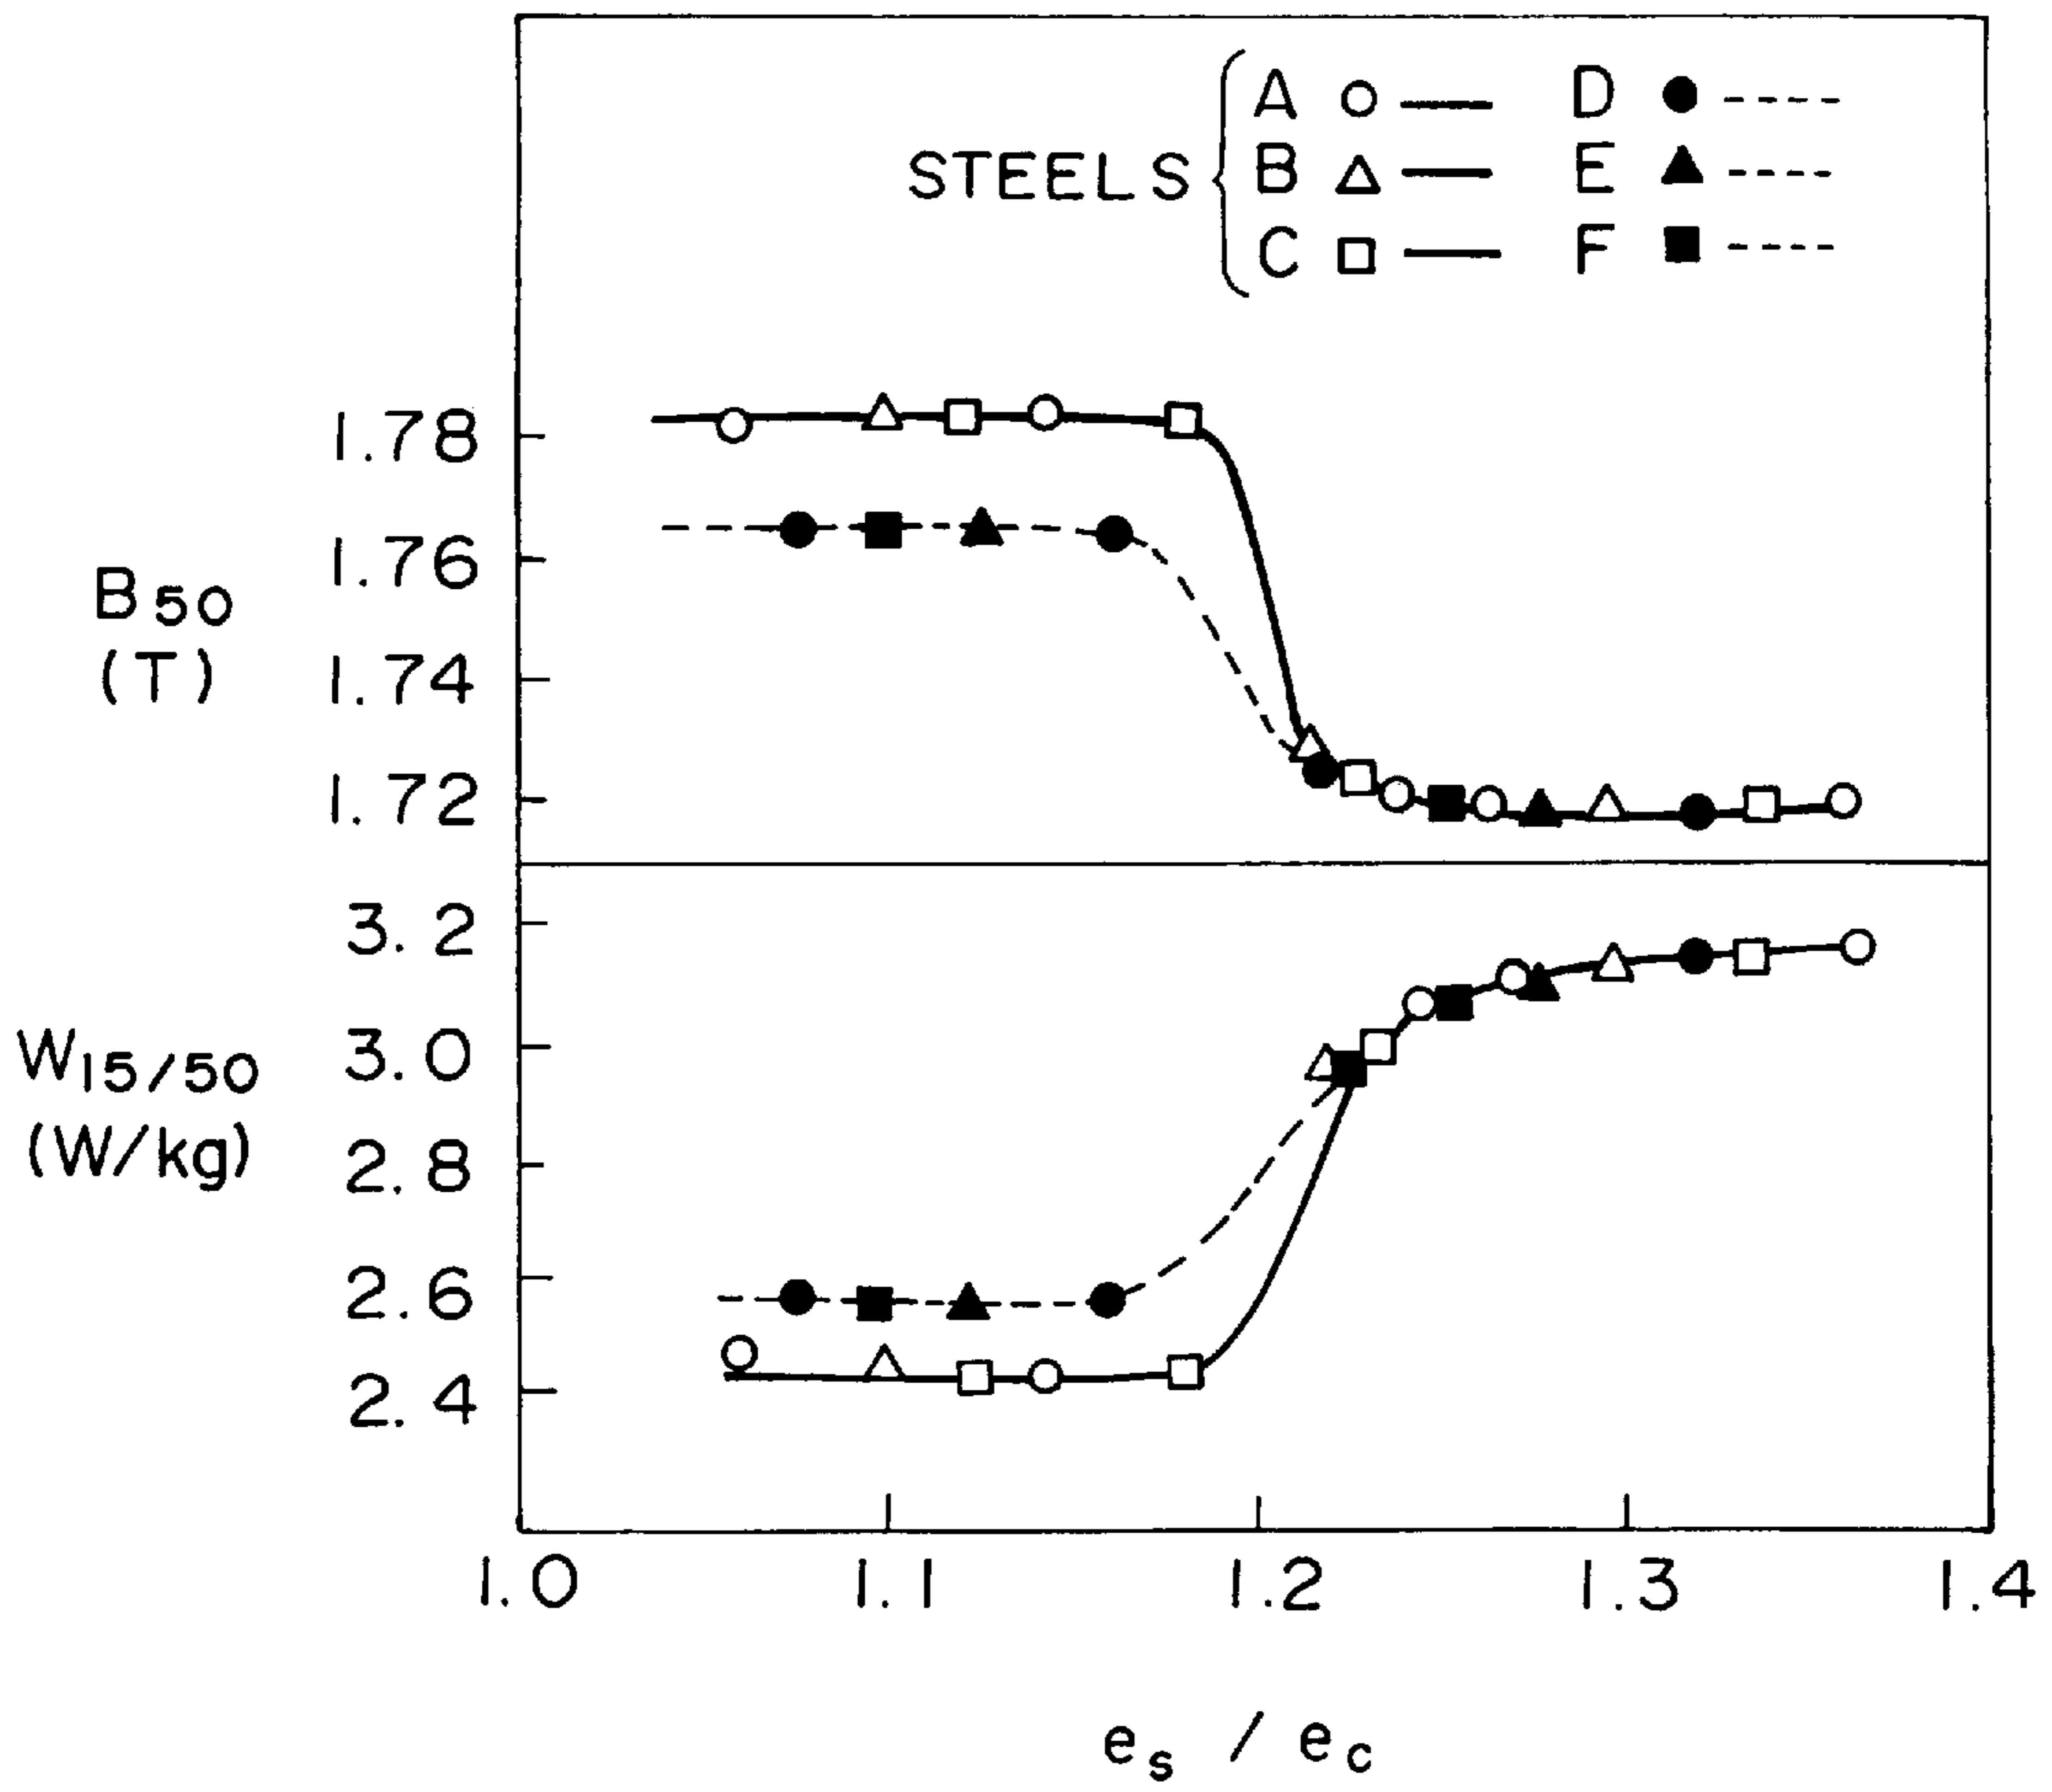 STEELS
A D
B E
C F
1.78
1.76
B50
(T)
1.74
1.72
3.2
3.0
W15/50
(W/kg)
2.8
2.6
2.4
1.0 1.1 1.2 1.3 1.4
es / ec